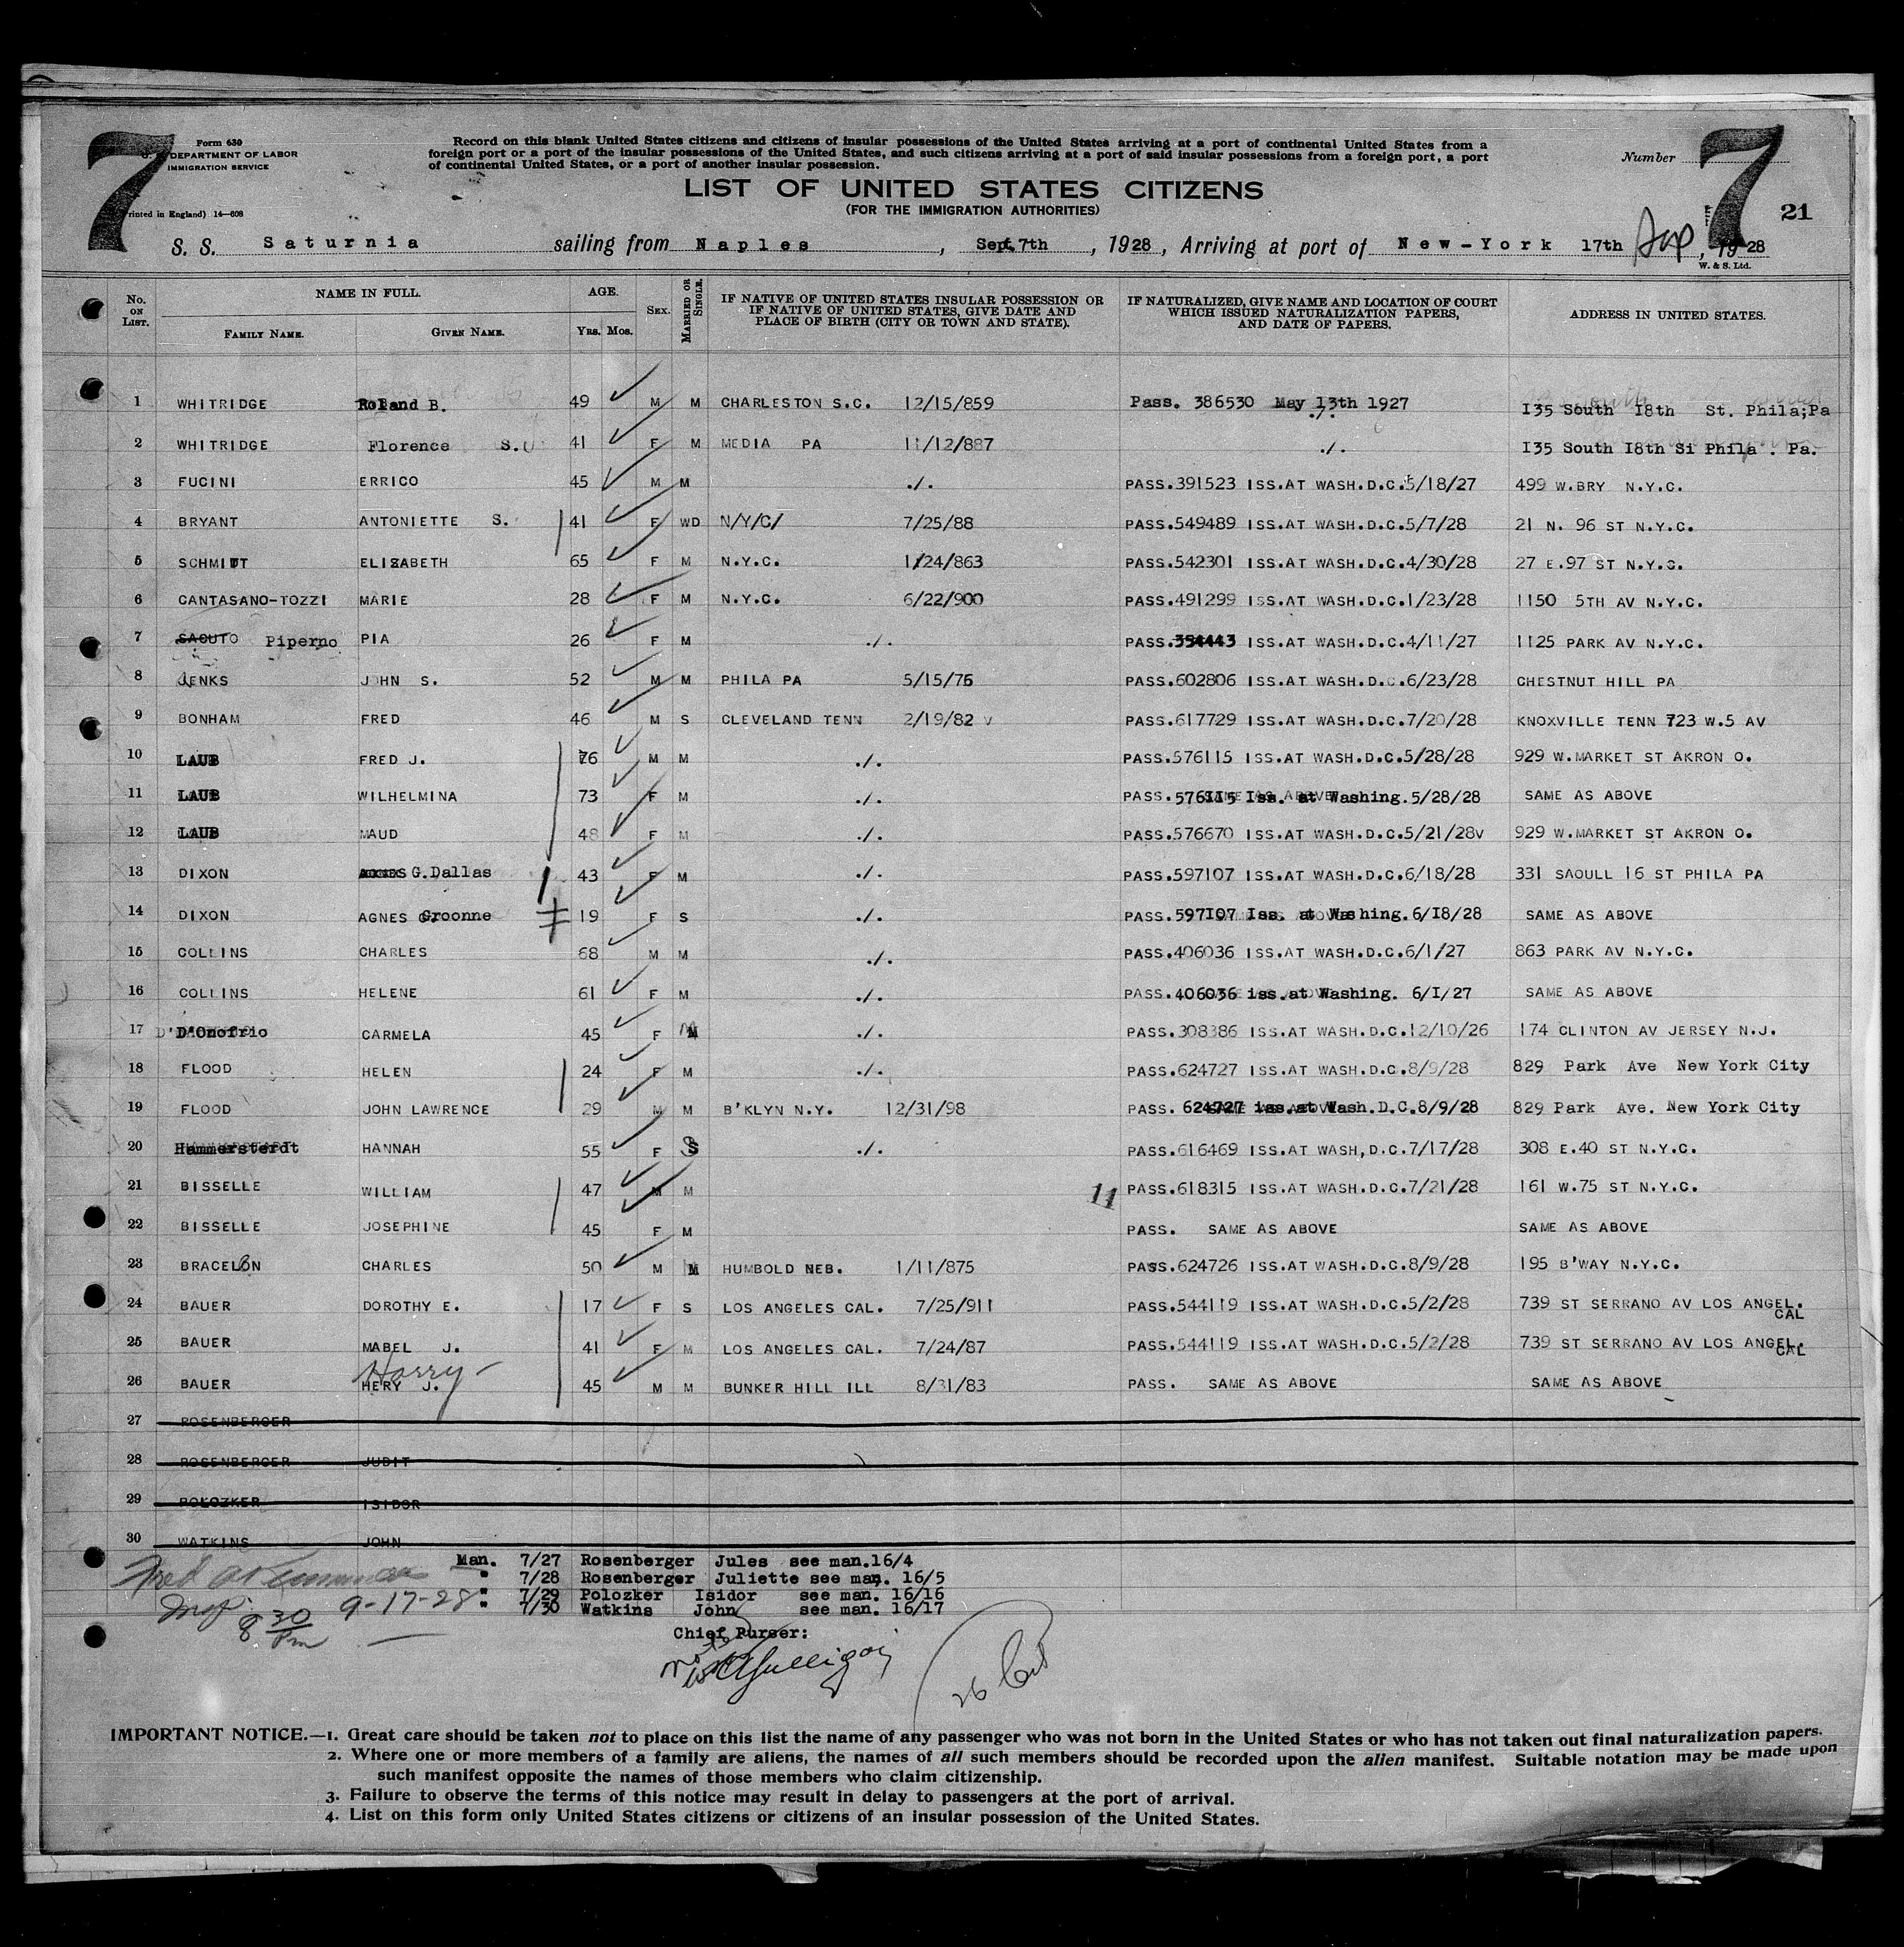 7
Form 630
U.S. DEPARTMENT OF LABOR
IMMIGRATION SERVICE
(Printed in England) 14—608
Record on this blank United States citizens and citizens of insular possessions of the United States arriving at a port of continental United States from a
foreign port or a port of the insular possessions of the United States, and such citizens arriving at a port of said insular possessions from a foreign port, a port
of continental United States, or a port of another insular possession.
LIST OF UNITED STATES CITIZENS
(FOR THE IMMIGRATION AUTHORITIES)
Number 7
21
S. S. Saturnia sailing from Naples, Sept. 7th, 1928, Arriving at port of New-York 17th Sep, 1928
W. & S. Ltd.
No. ON LIST. NAME IN FULL. FAMILY NAME. GIVEN NAME. AGE. Yrs. Mos. SEX. MARRIED OR SINGLE. IF NATIVE OF UNITED STATES INSULAR POSSESSION OR IF NATIVE OF UNITED STATES, GIVE DATE AND PLACE OF BIRTH (CITY OR TOWN AND STATE). IF NATURALIZED, GIVE NAME AND LOCATION OF COURT WHICH ISSUED NATURALIZATION PAPERS, AND DATE OF PAPERS. ADDRESS IN UNITED STATES.
1 WHITRIDGE Roland B. 49 M M CHARLESTON S.C. 12/15/859 Pass. 386530 May 13th 1927 ./. I35 South I8th St. Phila;Pa
2 WHITRIDGE Florence S. 41 F M MEDIA PA 11/12/887 ./. I35 South I8th Si Phila . Pa.
3 FUCINI ERRICO 45 M M ./. PASS.391523 ISS.AT WASH.D.C.5/18/27 499 W.BRY N.Y.C.
4 BRYANT ANTONIETTE S. 41 F WD N/Y/C/ 7/25/88 PASS.549489 ISS.AT WASH.D.C.5/7/28 21 N. 96 ST N.Y.C.
5 SCHMIDT ELISABETH 65 F M N.Y.C. 1/24/863 PASS.542301 ISS.AT WASH.D.C.4/30/28 27 E.97 ST N.Y.C.
6 CANTASANO-TOZZI MARIE 28 F M N.Y.C. 6/22/900 PASS.491299 ISS.AT WASH.D.C.1/23/28 1150 5TH AV N.Y.C.
7 SACUTO Piperno PIA 26 F M ./. PASS.354443 ISS.AT WASH.D.C.4/11/27 1125 PARK AV N.Y.C.
8 JENKS JOHN S. 52 M M PHILA PA 5/15/76 PASS.602806 ISS.AT WASH.D.C.6/23/28 CHESTNUT HILL PA
9 BONHAM FRED 46 M S CLEVELAND TENN 2/19/82 v PASS.617729 ISS.AT WASH.D.C.7/20/28 KNOXVILLE TENN 723 W.5 AV
10 LAUB FRED J. 76 M M ./. PASS.576115 ISS.AT WASH.D.C.5/28/28 929 W.MARKET ST AKRON O.
11 LAUB WILHELMINA 73 F M ./. PASS.576II5 Iss. at Washing.5/28/28 SAME AS ABOVE
12 LAUB MAUD 48 F M ./. PASS.576670 ISS.AT WASH.D.C.5/21/28v 929 W.MARKET ST AKRON O.
13 DIXON G.Dallas 43 F M ./. PASS.597107 ISS.AT WASH.D.C.6/18/28 331 SAOULL 16 ST PHILA PA
14 DIXON AGNES Groonne 19 F S ./. PASS.597I07 Iss. at Washing.6/I8/28 SAME AS ABOVE
15 COLLINS CHARLES 68 M M ./. PASS.406036 ISS.AT WASH.D.C.6/1/27 863 PARK AV N.Y.C.
16 COLLINS HELENE 61 F M ./. PASS.406036 iss.at Washing. 6/I/27 SAME AS ABOVE
17 D'Onofrio CARMELA 45 F M ./. PASS.308386 ISS.AT WASH.D.C.12/10/26 174 CLINTON AV JERSEY N.J.
18 FLOOD HELEN 24 F M ./. PASS.624727 ISS.AT WASH.D.C.8/9/28 829 Park Ave New York City
19 FLOOD JOHN LAWRENCE 29 M M B'KLYN N.Y. 12/31/98 PASS. 624727 iss.at Wash.D.C.8/9/28 829 Park Ave. New York City
20 Hammersterdt HANNAH 55 F S ./. PASS.616469 ISS.AT WASH,D.C.7/17/28 308 E.40 ST N.Y.C.
21 BISSELLE WILLIAM 47 M M 11 PASS.618315 ISS.AT WASH.D.C.7/21/28 161 W.75 ST N.Y.C.
22 BISSELLE JOSEPHINE 45 F M PASS. SAME AS ABOVE SAME AS ABOVE
23 BRACELON CHARLES 50 M M HUMBOLD NEB. 1/11/875 PASS.624726 ISS.AT WASH.D.C.8/9/28 195 B'WAY N.Y.C.
24 BAUER DOROTHY E. 17 F S LOS ANGELES CAL. 7/25/911 PASS.544119 ISS.AT WASH.D.C.5/2/28 739 ST SERRANO AV LOS ANGEL. CAL
25 BAUER MABEL J. 41 F M LOS ANGELES CAL. 7/24/87 PASS.544119 ISS.AT WASH.D.C.5/2/28 739 ST SERRANO AV LOS ANGEL. CAL
26 BAUER Harry HERY J. 45 M M BUNKER HILL ILL 8/31/83 PASS. SAME AS ABOVE SAME AS ABOVE
27 ROSENBERGER
28 ROSENBERGER JUDIT
29 POLOZKER ISIDOR
30 WATKINS JOHN
Man. 7/27 Rosenberger Jules see man.16/4
" 7/28 Rosenberger Juliette see man. 16/5
" 7/29 Polozker Isidor see man. 16/16
" 7/30 Watkins John see man. 16/17
9-17-28
8 30 Pm
Chief Purser:
26
IMPORTANT NOTICE.—1. Great care should be taken not to place on this list the name of any passenger who was not born in the United States or who has not taken out final naturalization papers.
2. Where one or more members of a family are aliens, the names of all such members should be recorded upon the alien manifest. Suitable notation may be made upon
such manifest opposite the names of those members who claim citizenship.
3. Failure to observe the terms of this notice may result in delay to passengers at the port of arrival.
4. List on this form only United States citizens or citizens of an insular possession of the United States.